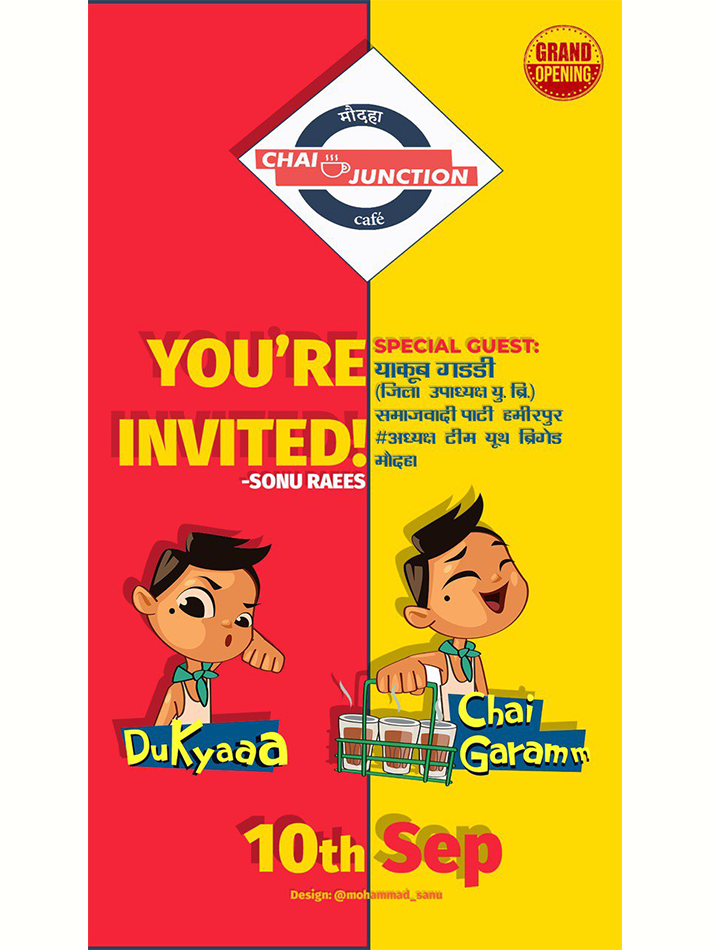 GRAND
OPENING
मौदहा
CHAI
JUNCTION
café
YOU'RE
INVITED!
-SONU RAEES
SPECIAL GUEST:
याकूब गडडी
(जिला उपाध्यक्ष यु. ब्रि.)
समाजवादी पाटी हमीरपुर
#अध्यक्ष टीम यूथ ब्रिगेड
मौदहा
DuKyaaa
Chai
Garamm
10th Sep
Design: @mohammad_sanu